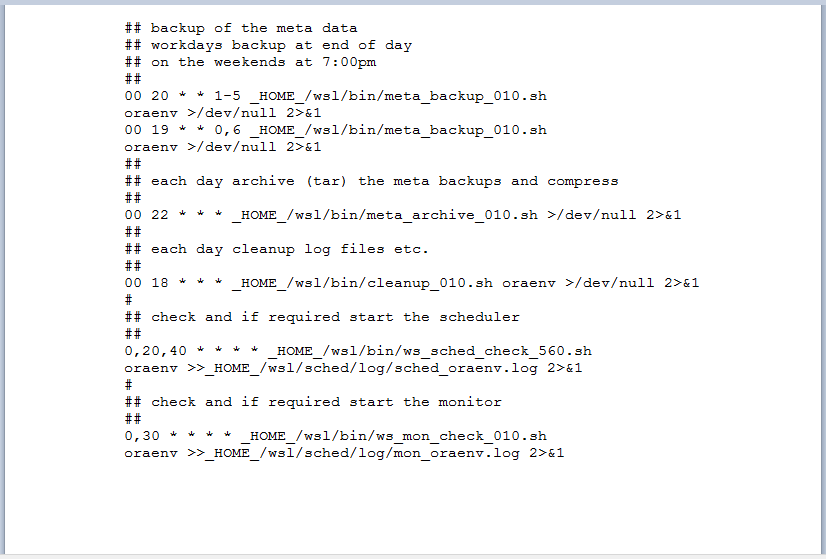 ## backup of the meta data
## workdays backup at end of day
## on the weekends at 7:00pm
##
00 20 * * 1-5 _HOME_/wsl/bin/meta_backup_010.sh
oraenv >/dev/null 2>&1
00 19 * * 0,6 _HOME_/wsl/bin/meta_backup_010.sh
oraenv >/dev/null 2>&1
##
## each day archive (tar) the meta backups and compress
##
00 22 * * * _HOME_/wsl/bin/meta_archive_010.sh >/dev/null 2>&1
##
## each day cleanup log files etc.
##
00 18 * * * _HOME_/wsl/bin/cleanup_010.sh oraenv >/dev/null 2>&1
#
## check and if required start the scheduler
##
0,20,40 * * * * _HOME_/wsl/bin/ws_sched_check_560.sh
oraenv >>_HOME_/wsl/sched/log/sched_oraenv.log 2>&1
#
## check and if required start the monitor
##
0,30 * * * * _HOME_/wsl/bin/ws_mon_check_010.sh
oraenv >>_HOME_/wsl/sched/log/mon_oraenv.log 2>&1